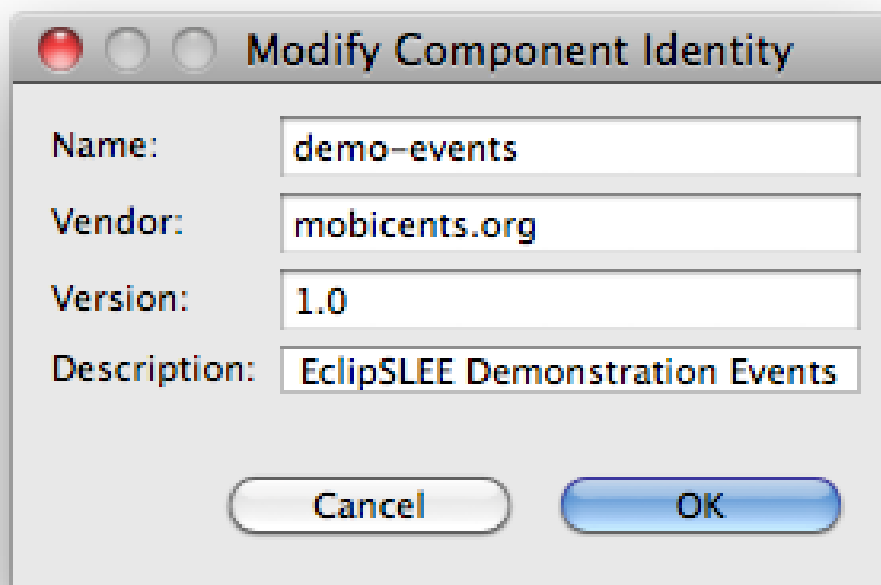 Modify Component Identity
Name: demo-events
Vendor: mobicents.org
Version: 1.0
Description: EclipSLEE Demonstration Events
Cancel OK